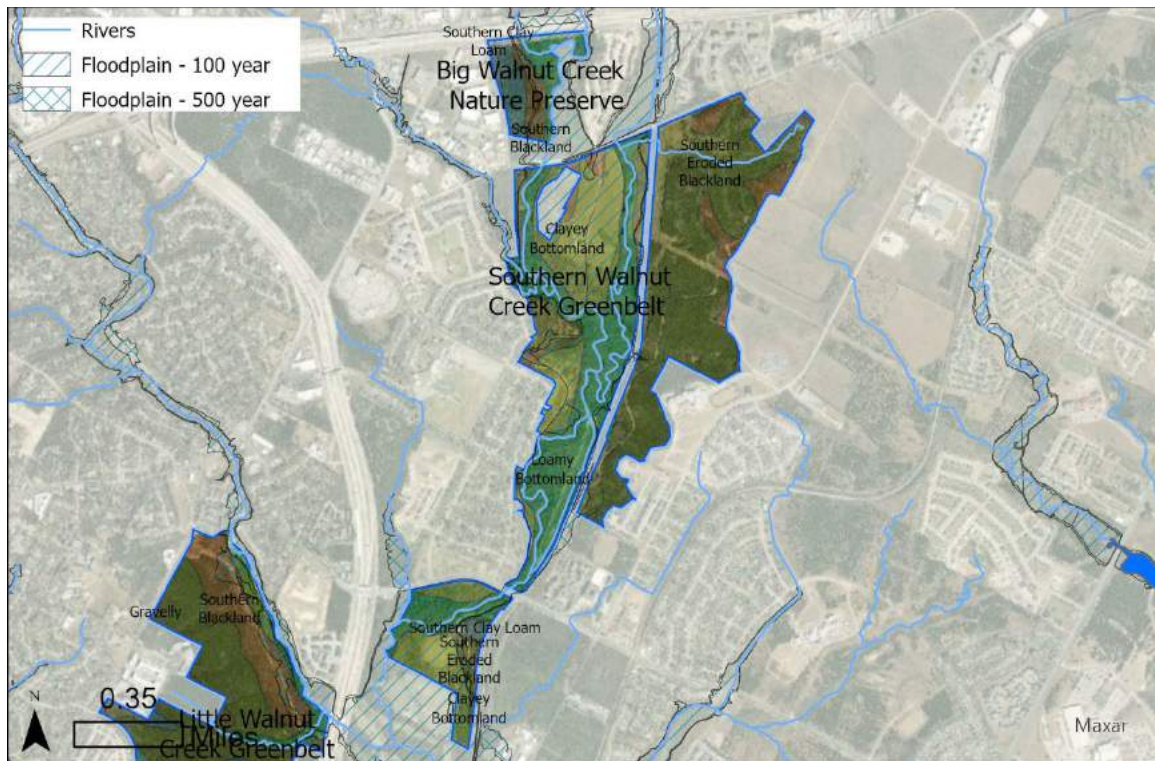 Rivers
Floodplain - 100 year
Floodplain - 500 year
Southern Clay
Loam
Big Walnut Creek
Nature Preserve
Southern
Blackland
Southern
Eroded
Blackland
Clayey
Bottomland
Southern Walnut
Creek Greenbelt
Loamy
Bottomland
Gravelly
Southern
Blackland
Southern Clay Loam
Southern
Eroded
Blackland
Clayey
Bottomland
N
0.35
Miles
Little Walnut
Creek Greenbelt
Maxar